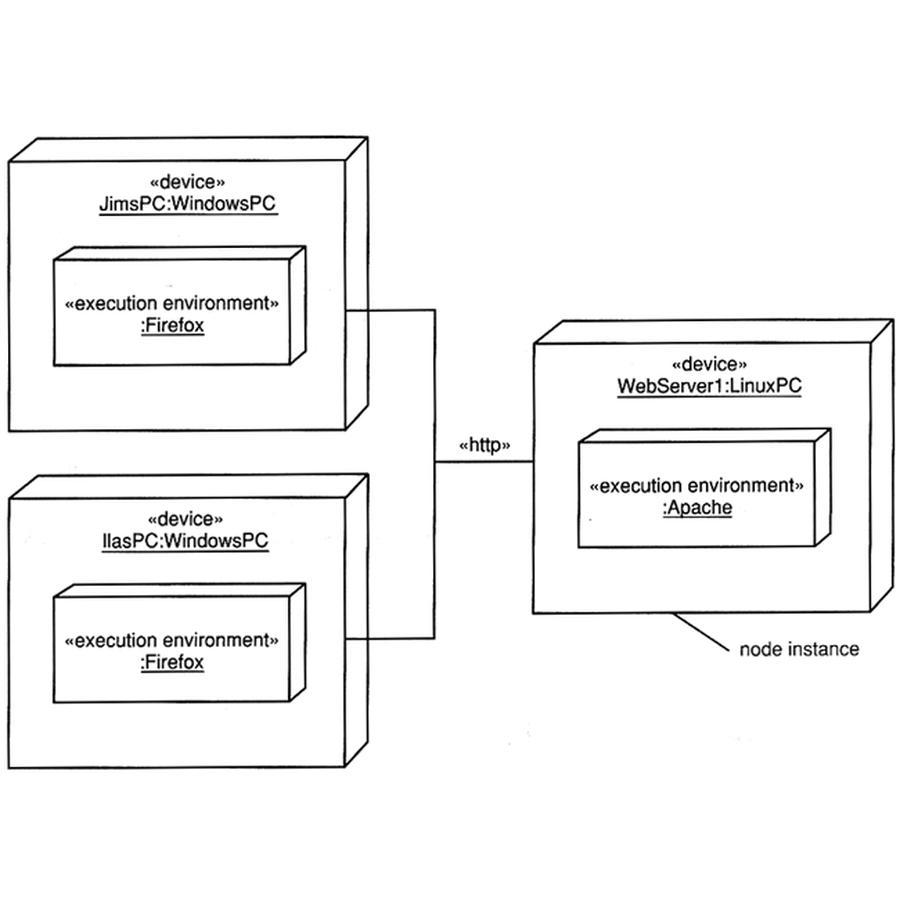 «device»
JimsPC:WindowsPC
«execution environment»
:Firefox
«device»
IlasPC:WindowsPC
«execution environment»
:Firefox
«http»
«device»
WebServer1:LinuxPC
«execution environment»
:Apache
node instance